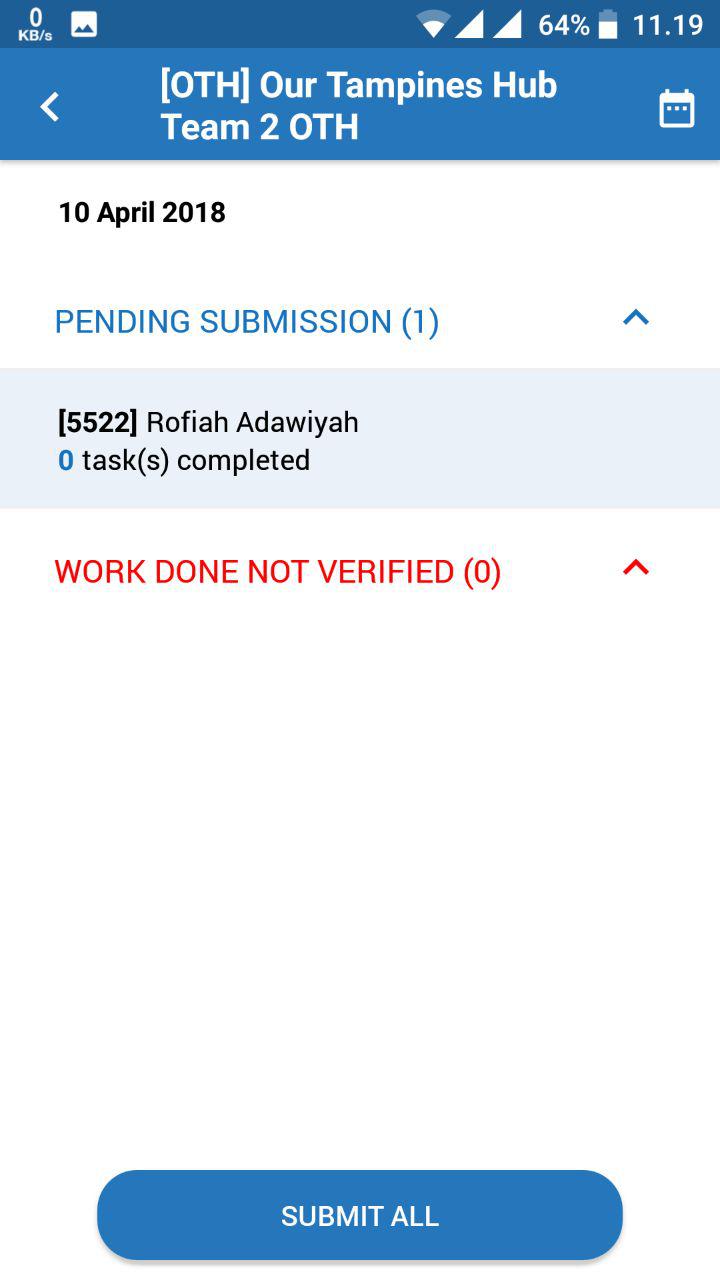 0
KB/s
64%
11.19
[OTH] Our Tampines Hub
Team 2 OTH
10 April 2018
PENDING SUBMISSION (1)
[5522] Rofiah Adawiyah
0 task(s) completed
WORK DONE NOT VERIFIED (0)
SUBMIT ALL